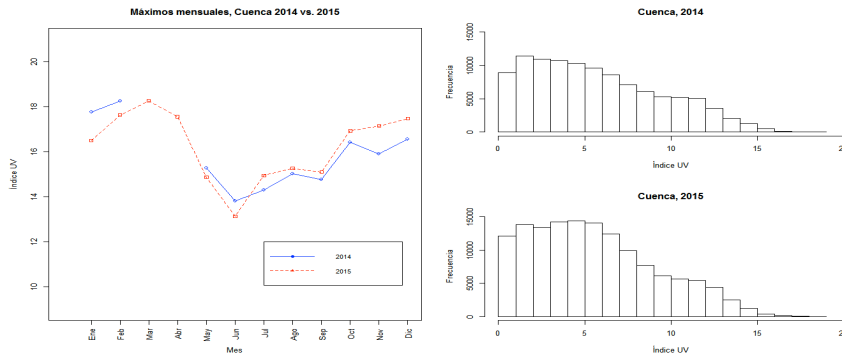 Máximos mensuales, Cuenca 2014 vs. 2015
Índice UV
20
18
16
14
12
10
2014
2015
Ene Feb Mar Abr May Jun Jul Ago Sep Oct Nov Dic
Mes
Cuenca, 2014
Frecuencia
15000
10000
5000
0
0 5 10 15 2
Índice UV
Cuenca, 2015
Frecuencia
15000
10000
5000
0
0 5 10 15 2
Índice UV